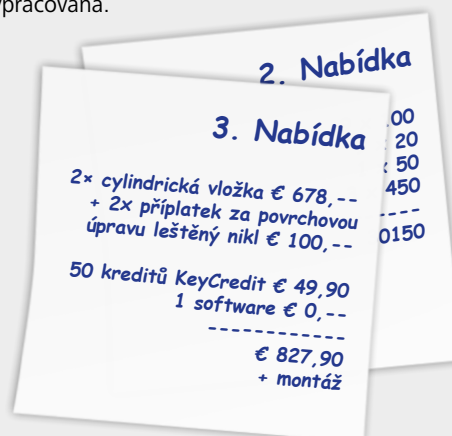 vypracována.
2. Nabídka
00
20
50
450
----
0150
3. Nabídka
2× cylindrická vložka € 678,--
+ 2x příplatek za povrchovou
úpravu leštěný nikl € 100,--
50 kreditů KeyCredit € 49,90
1 software € 0,--
------------
€ 827,90
+ montáž